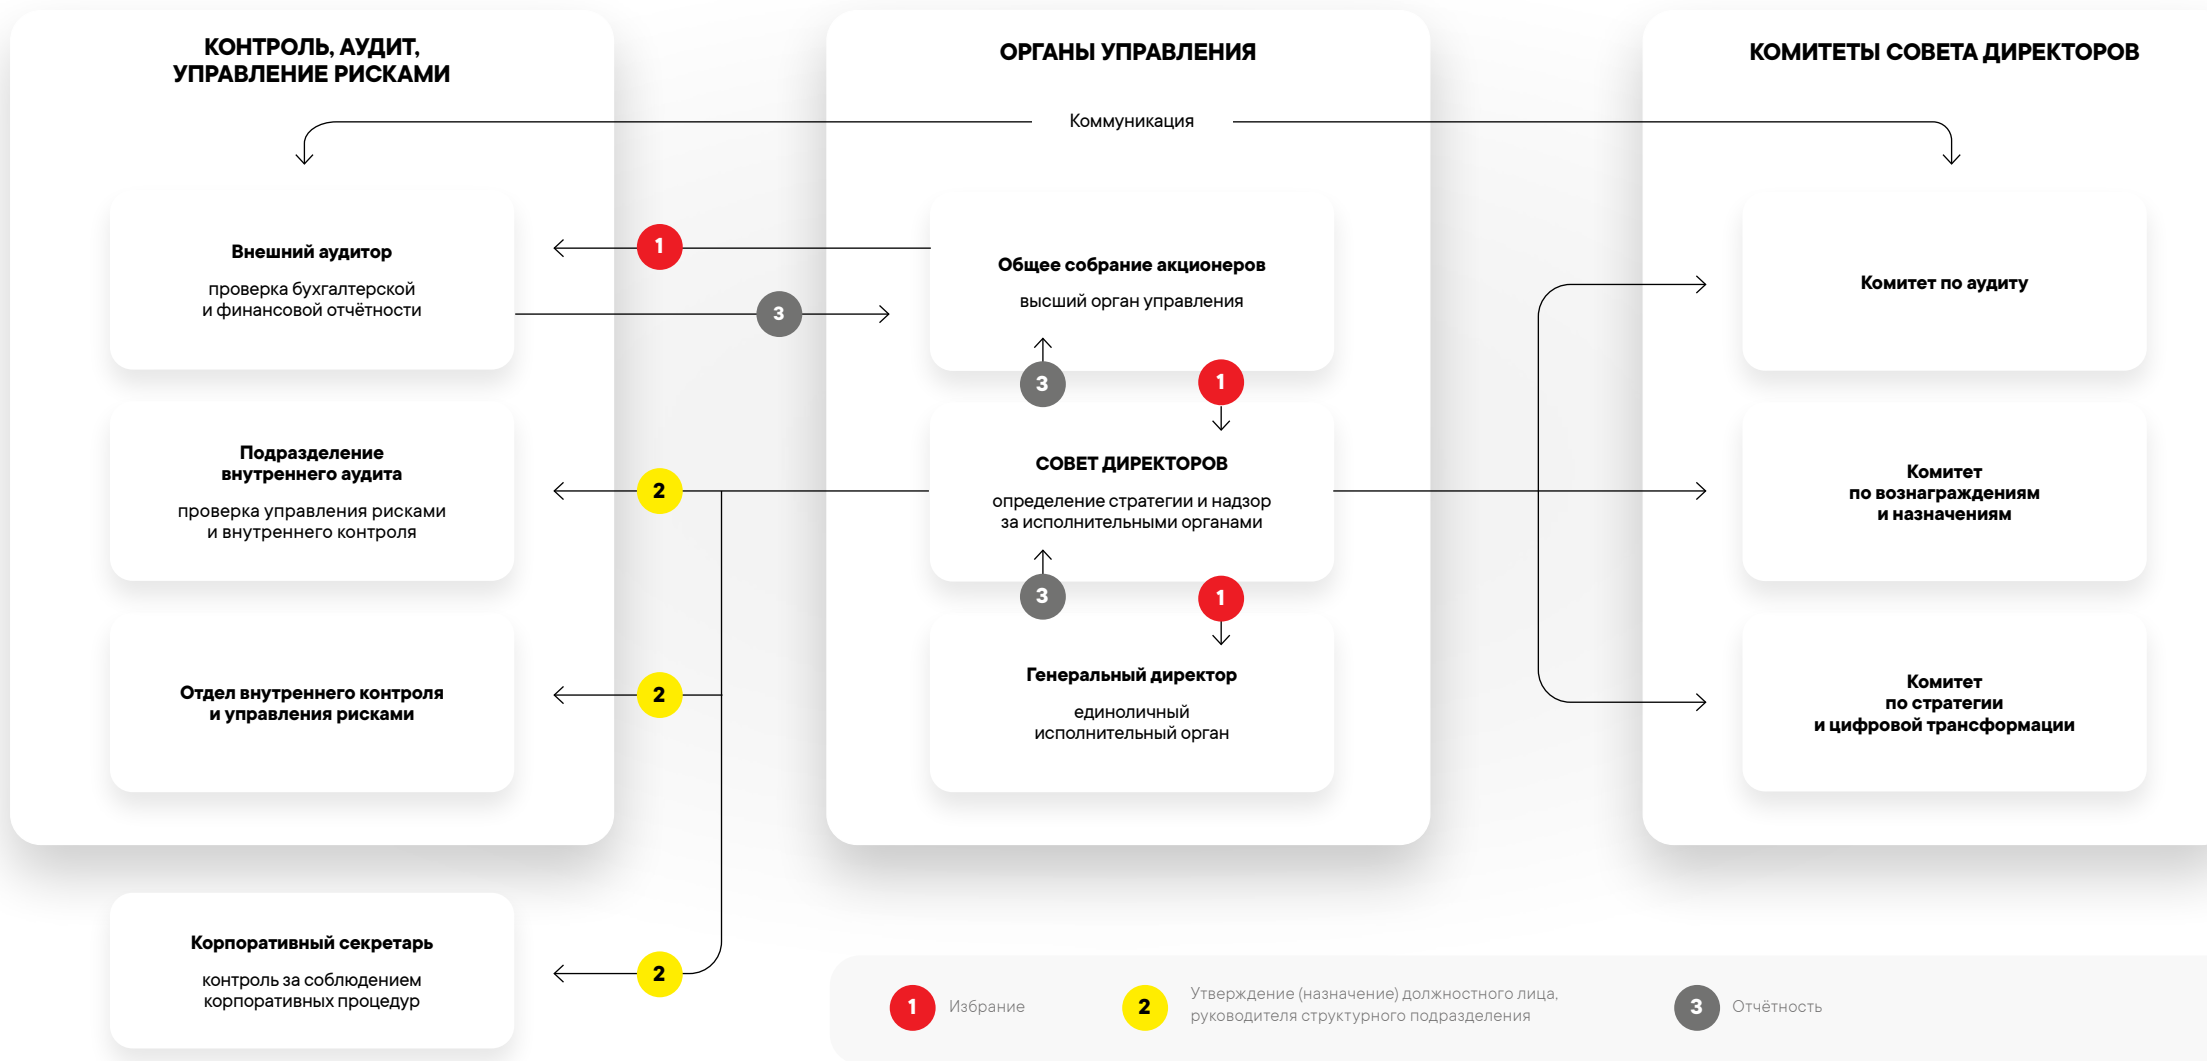 КОНТРОЛЬ, АУДИТ,
УПРАВЛЕНИЕ РИСКАМИ
Внешний аудитор
проверка бухгалтерской
и финансовой отчётности
Подразделение
внутреннего аудита
проверка управления рисками
и внутреннего контроля
Отдел внутреннего контроля
и управления рисками
Корпоративный секретарь
контроль за соблюдением
корпоративных процедур
1
3
2
2
2
ОРГАНЫ УПРАВЛЕНИЯ
Коммуникация
Общее собрание акционеров
высший орган управления
3
1
СОВЕТ ДИРЕКТОРОВ
определение стратегии и надзор
за исполнительными органами
3
1
Генеральный директор
единоличный
исполнительный орган
КОМИТЕТЫ СОВЕТА ДИРЕКТОРОВ
Комитет по аудиту
Комитет
по вознаграждениям
и назначениям
Комитет
по стратегии
и цифровой трансформации
1 Избрание
2 Утверждение (назначение) должностного лица,
руководителя структурного подразделения
3 Отчётность